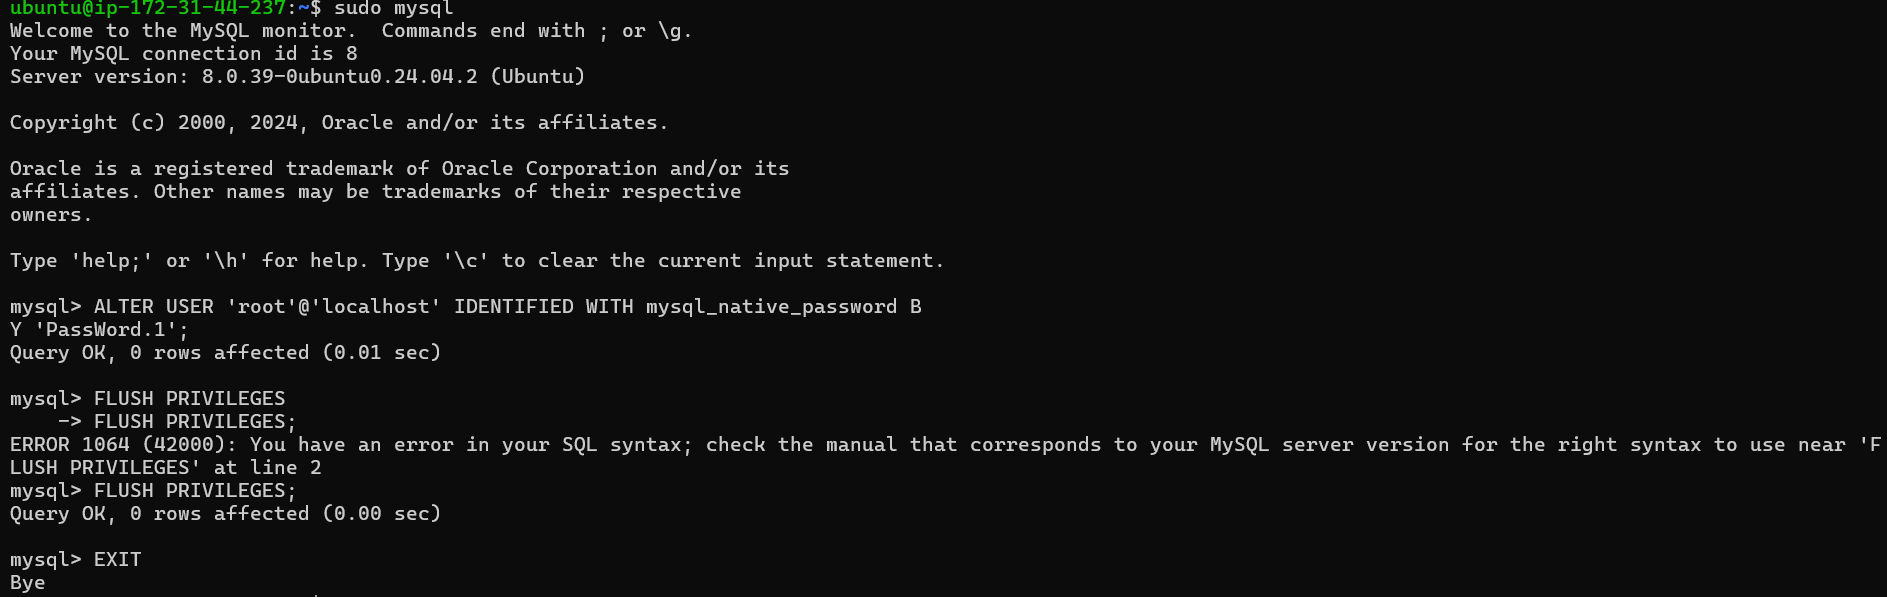 ubuntu@ip-172-31-44-237:~$ sudo mysql
Welcome to the MySQL monitor.  Commands end with ; or \g.
Your MySQL connection id is 8
Server version: 8.0.39-0ubuntu0.24.04.2 (Ubuntu)
Copyright (c) 2000, 2024, Oracle and/or its affiliates.
Oracle is a registered trademark of Oracle Corporation and/or its
affiliates. Other names may be trademarks of their respective
owners.
Type 'help;' or '\h' for help. Type '\c' to clear the current input statement.
mysql> ALTER USER 'root'@'localhost' IDENTIFIED WITH mysql_native_password B
Y 'PassWord.1';
Query OK, 0 rows affected (0.01 sec)
mysql> FLUSH PRIVILEGES
    -> FLUSH PRIVILEGES;
ERROR 1064 (42000): You have an error in your SQL syntax; check the manual that corresponds to your MySQL server version for the right syntax to use near 'F
LUSH PRIVILEGES' at line 2
mysql> FLUSH PRIVILEGES;
Query OK, 0 rows affected (0.00 sec)
mysql> EXIT
Bye